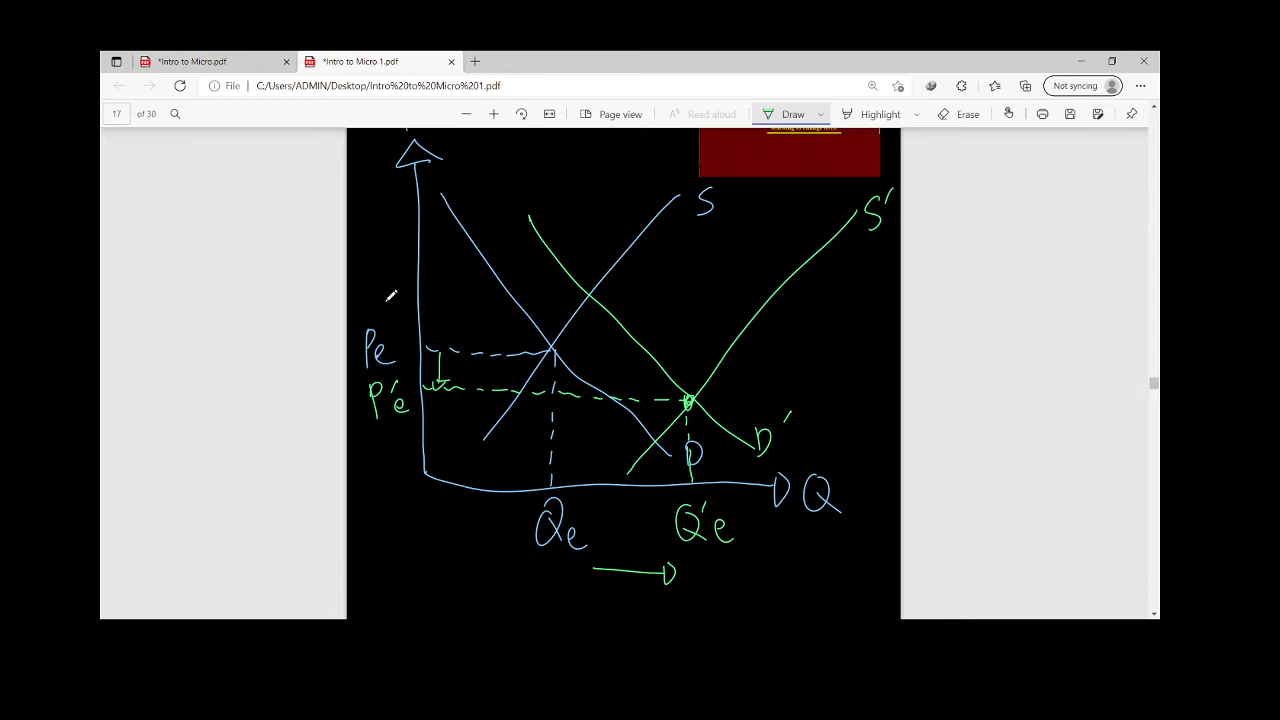 *Intro to Micro.pdf
*Intro to Micro 1.pdf
File
C:/Users/ADMIN/Desktop/Intro%20to%20Micro%201.pdf
Not syncing
17 of 30
Page view
Read aloud
Draw
Highlight
Erase
S
S'
Pe
P'e
D'
D
Q
Qe
Q'e